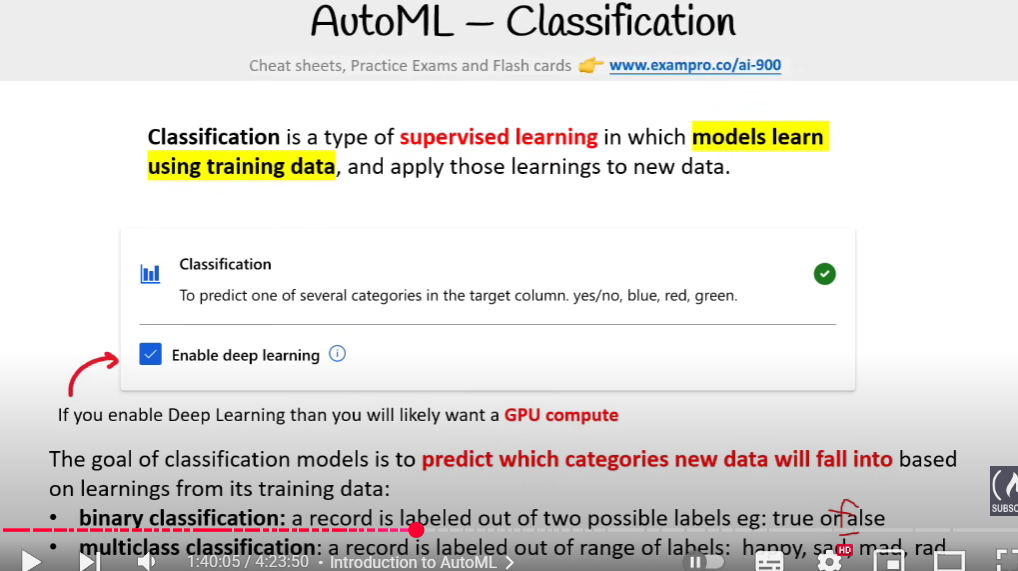 AutoML – Classification
Cheat sheets, Practice Exams and Flash cards 👉 www.exampro.co/ai-900
Classification is a type of supervised learning in which models learn
using training data, and apply those learnings to new data.
Classification
To predict one of several categories in the target column. yes/no, blue, red, green.
Enable deep learning
If you enable Deep Learning than you will likely want a GPU compute
The goal of classification models is to predict which categories new data will fall into based
on learnings from its training data:
• binary classification: a record is labeled out of two possible labels eg: true or false
• multiclass classification: a record is labeled out of range of labels: happy, sad, mad, rad
SUBSC
1:40:05 / 4:23:50 • Introduction to AutoML
HD